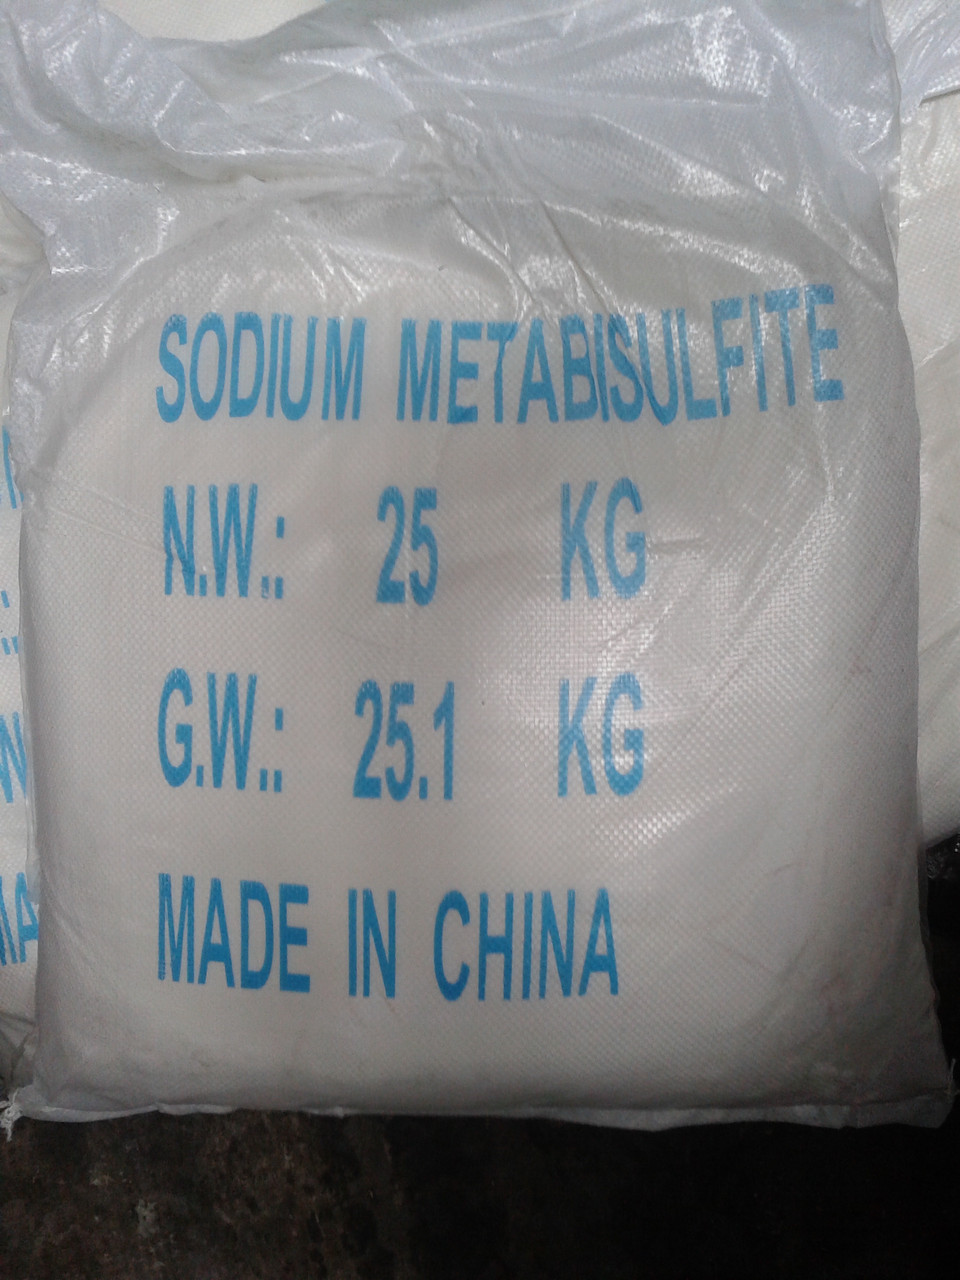 SODIUM METABISULFITE
N.W.: 25 KG
G.W.: 25.1 KG
MADE IN CHINA